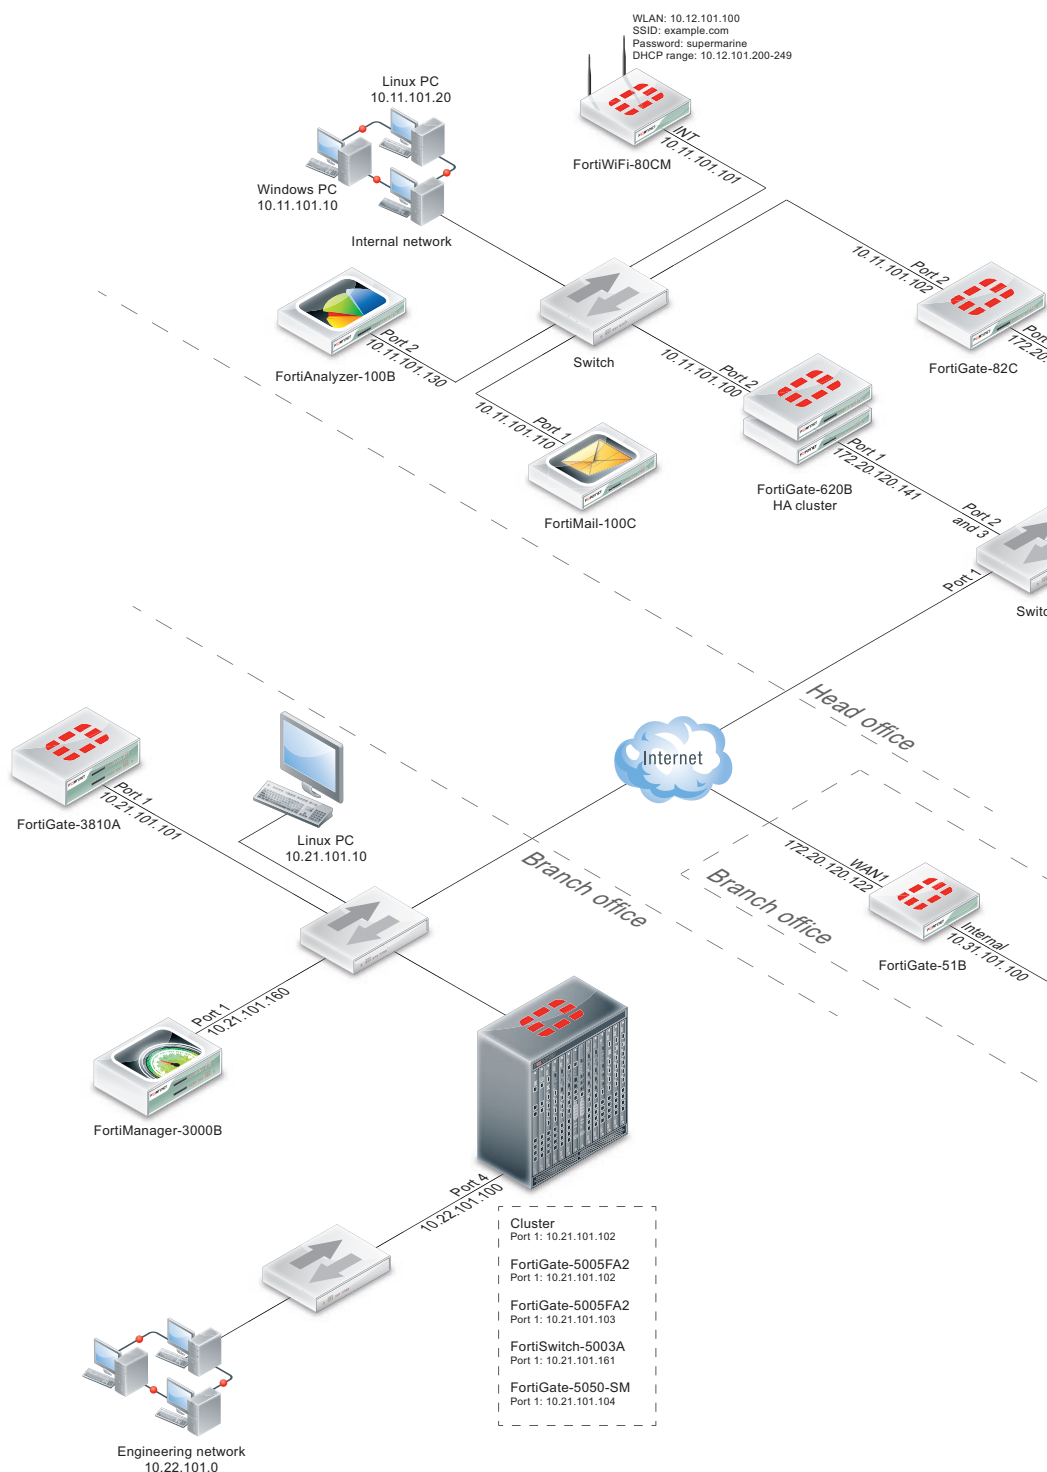 WLAN: 10.12.101.100
SSID: example.com
Password: supermarine
DHCP range: 10.12.101.200-249
Linux PC
10.11.101.20
INT
10.11.101.101
FortiWiFi-80CM
Windows PC
10.11.101.10
Internal network
Port 2
10.11.101.102
FortiGate-82C
Port
172.20.
Switch
Port 2
10.11.101.130
FortiAnalyzer-100B
Port 2
10.11.101.100
Port 1
10.11.101.110
FortiMail-100C
Port 1
172.20.120.141
FortiGate-620B
HA cluster
Port 2
and 3
Port 1
Switc
Head office
Internet
Port 1
10.21.101.101
FortiGate-3810A
Linux PC
10.21.101.10
Branch office
WAN1
172.20.120.122
Branch office
Internal
10.31.101.100
FortiGate-51B
Port 1
10.21.101.160
FortiManager-3000B
Port 4
10.22.101.100
Cluster
Port 1: 10.21.101.102
FortiGate-5005FA2
Port 1: 10.21.101.102
FortiGate-5005FA2
Port 1: 10.21.101.103
FortiSwitch-5003A
Port 1: 10.21.101.161
FortiGate-5050-SM
Port 1: 10.21.101.104
Engineering network
10.22.101.0